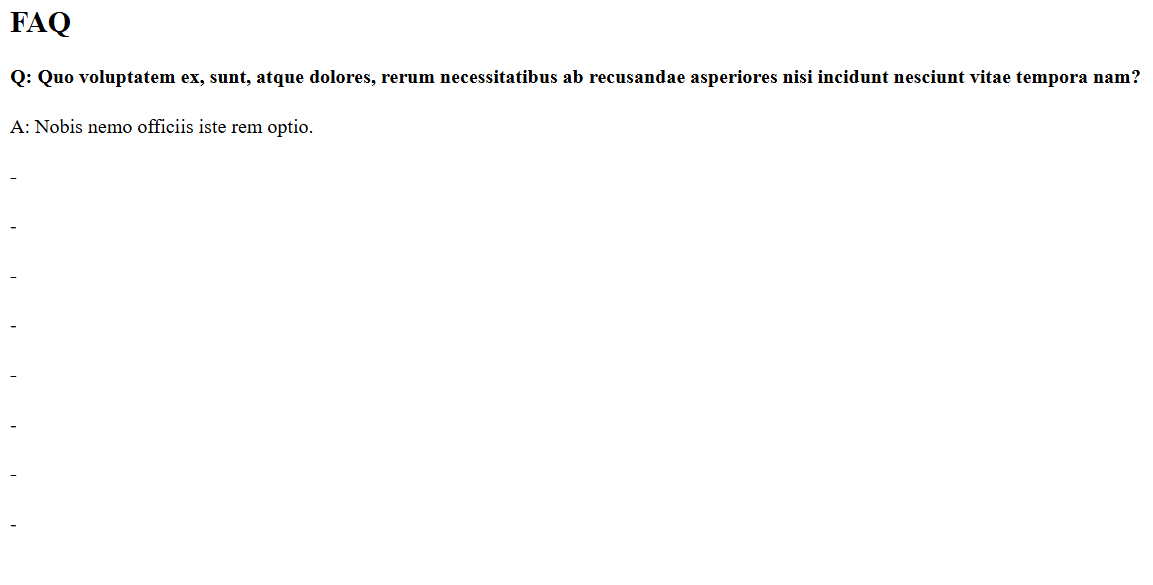 FAQ
Q: Quo voluptatem ex, sunt, atque dolores, rerum necessitatibus ab recusandae asperiores nisi incidunt nesciunt vitae tempora nam?
A: Nobis nemo officiis iste rem optio.
-
-
-
-
-
-
-
-